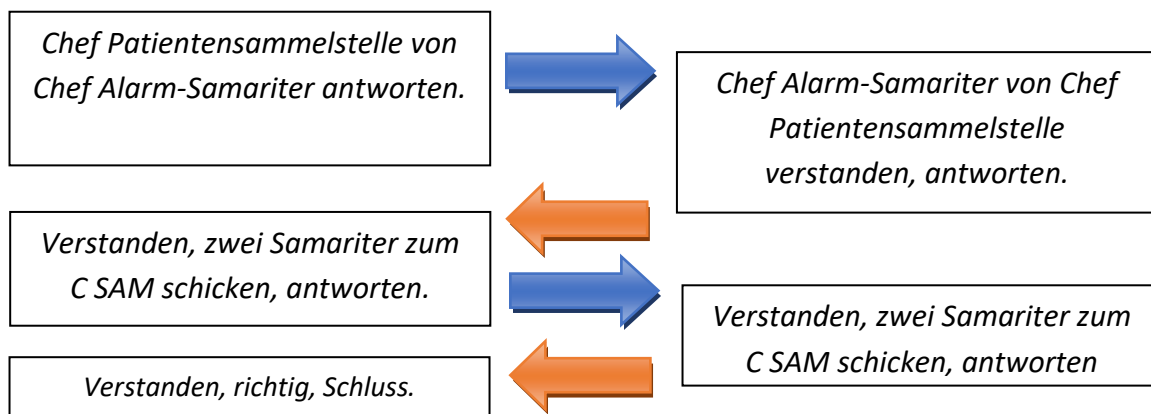 Chef Patientensammelstelle von
Chef Alarm-Samariter antworten.
Chef Alarm-Samariter von Chef
Patientensammelstelle
verstanden, antworten.
Verstanden, zwei Samariter zum
C SAM schicken, antworten.
Verstanden, zwei Samariter zum
C SAM schicken, antworten
Verstanden, richtig, Schluss.